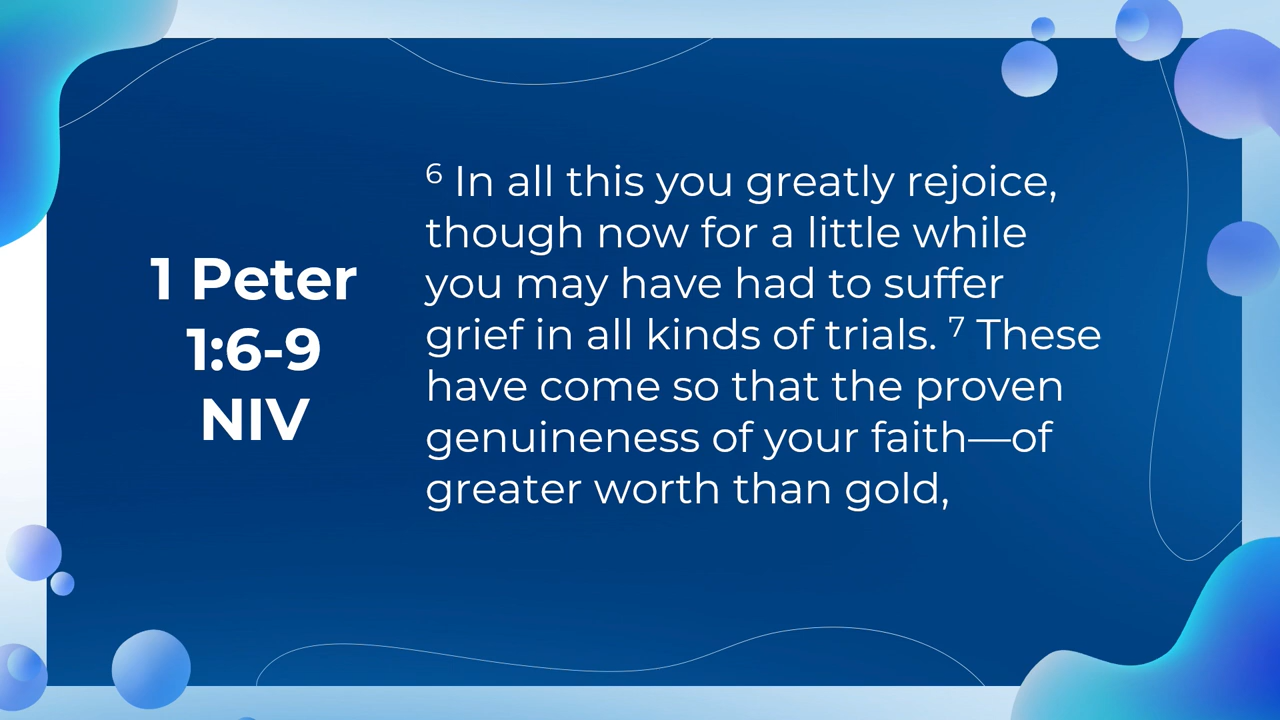 1 Peter
1:6-9
NIV
⁶ In all this you greatly rejoice,
though now for a little while
you may have had to suffer
grief in all kinds of trials. ⁷ These
have come so that the proven
genuineness of your faith—of
greater worth than gold,